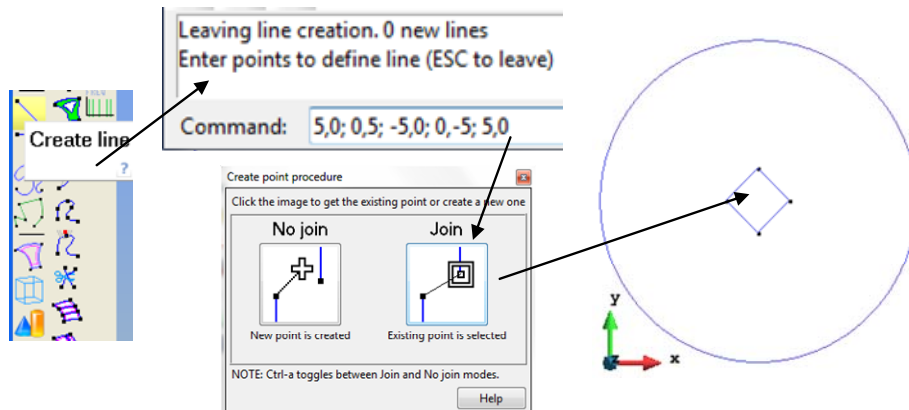 Leaving line creation. 0 new lines
Enter points to define line (ESC to leave)
Command: 5,0; 0,5; -5,0; 0,-5; 5,0
Create line
?
Create point procedure
Click the image to get the existing point or create a new one
No join
Join
New point is created
Existing point is selected
NOTE: Ctrl-a toggles between Join and No join modes.
Help
y
z
x